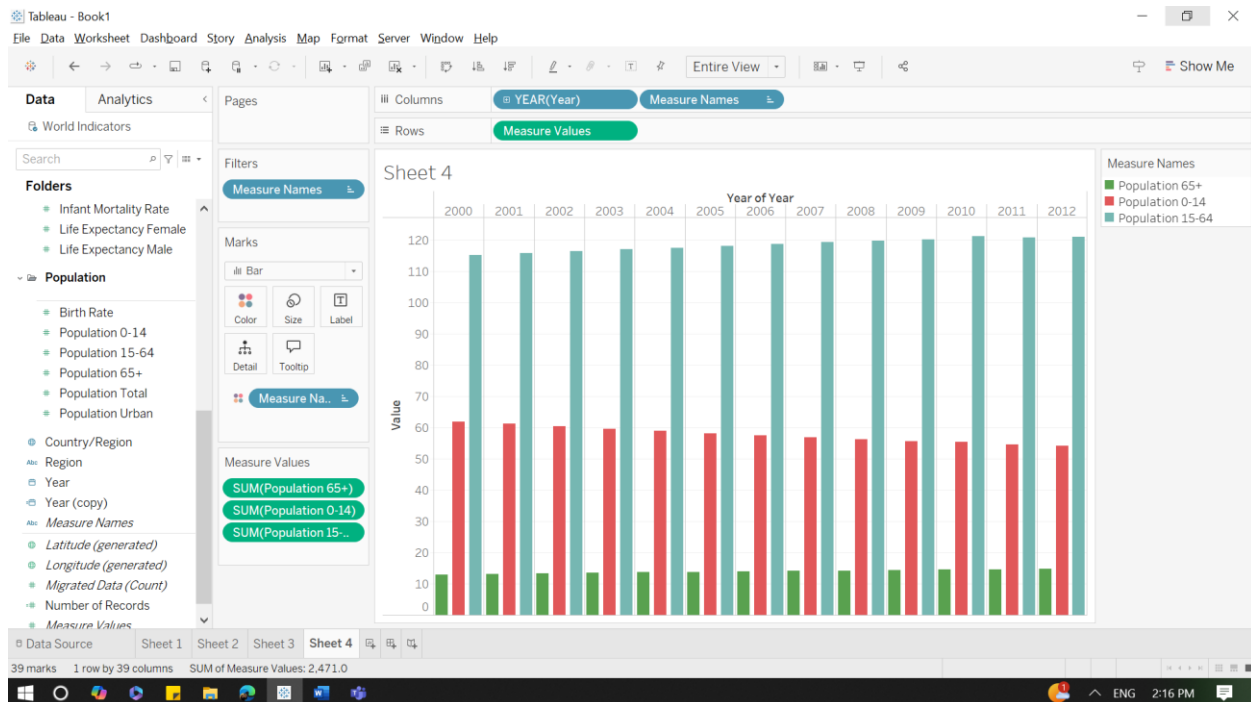 Tableau - Book1
File Data Worksheet Dashboard Story Analysis Map Format Server Window Help
Entire View
Show Me
Data Analytics
World Indicators
Search
Folders
Infant Mortality Rate
Life Expectancy Female
Life Expectancy Male
Population
Birth Rate
Population 0-14
Population 15-64
Population 65+
Population Total
Population Urban
Country/Region
Abc Region
Year
Year (copy)
Abc Measure Names
Latitude (generated)
Longitude (generated)
Migrated Data (Count)
Number of Records
Measure Values
Pages
Filters
Measure Names
Marks
Bar
Color Size Label
Detail Tooltip
Measure Na..
Measure Values
SUM(Population 65+)
SUM(Population 0-14)
SUM(Population 15-..
Columns YEAR(Year) Measure Names
Rows Measure Values
Sheet 4
Year of Year
2000 2001 2002 2003 2004 2005 2006 2007 2008 2009 2010 2011 2012
Value
120
110
100
90
80
70
60
50
40
30
20
10
0
Measure Names
Population 65+
Population 0-14
Population 15-64
Data Source Sheet 1 Sheet 2 Sheet 3 Sheet 4
39 marks 1 row by 39 columns SUM of Measure Values: 2,471.0
ENG 2:16 PM